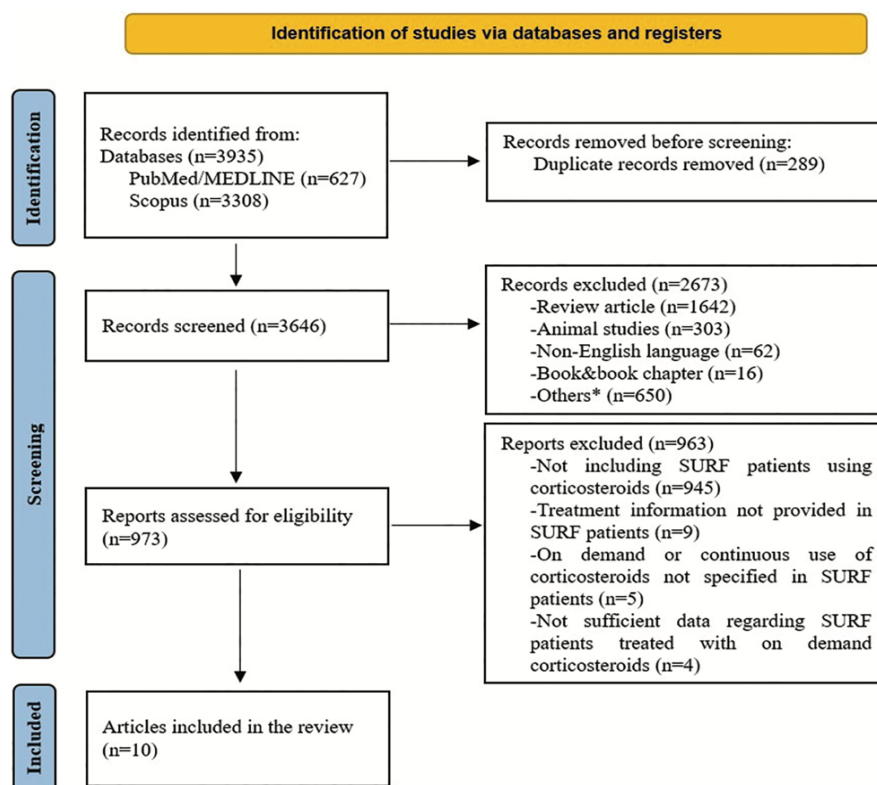 Identification of studies via databases and registers
Identification
Records identified from:
Databases (n=3935)
PubMed/MEDLINE (n=627)
Scopus (n=3308)
Records removed before screening:
Duplicate records removed (n=289)
Screening
Records screened (n=3646)
Records excluded (n=2673)
-Review article (n=1642)
-Animal studies (n=303)
-Non-English language (n=62)
-Book&book chapter (n=16)
-Others* (n=650)
Reports assessed for eligibility
(n=973)
Reports excluded (n=963)
-Not including SURF patients using
corticosteroids (n=945)
-Treatment information not provided in
SURF patients (n=9)
-On demand or continuous use of
corticosteroids not specified in SURF
patients (n=5)
-Not sufficient data regarding SURF
patients treated with on demand
corticosteroids (n=4)
Included
Articles included in the review
(n=10)